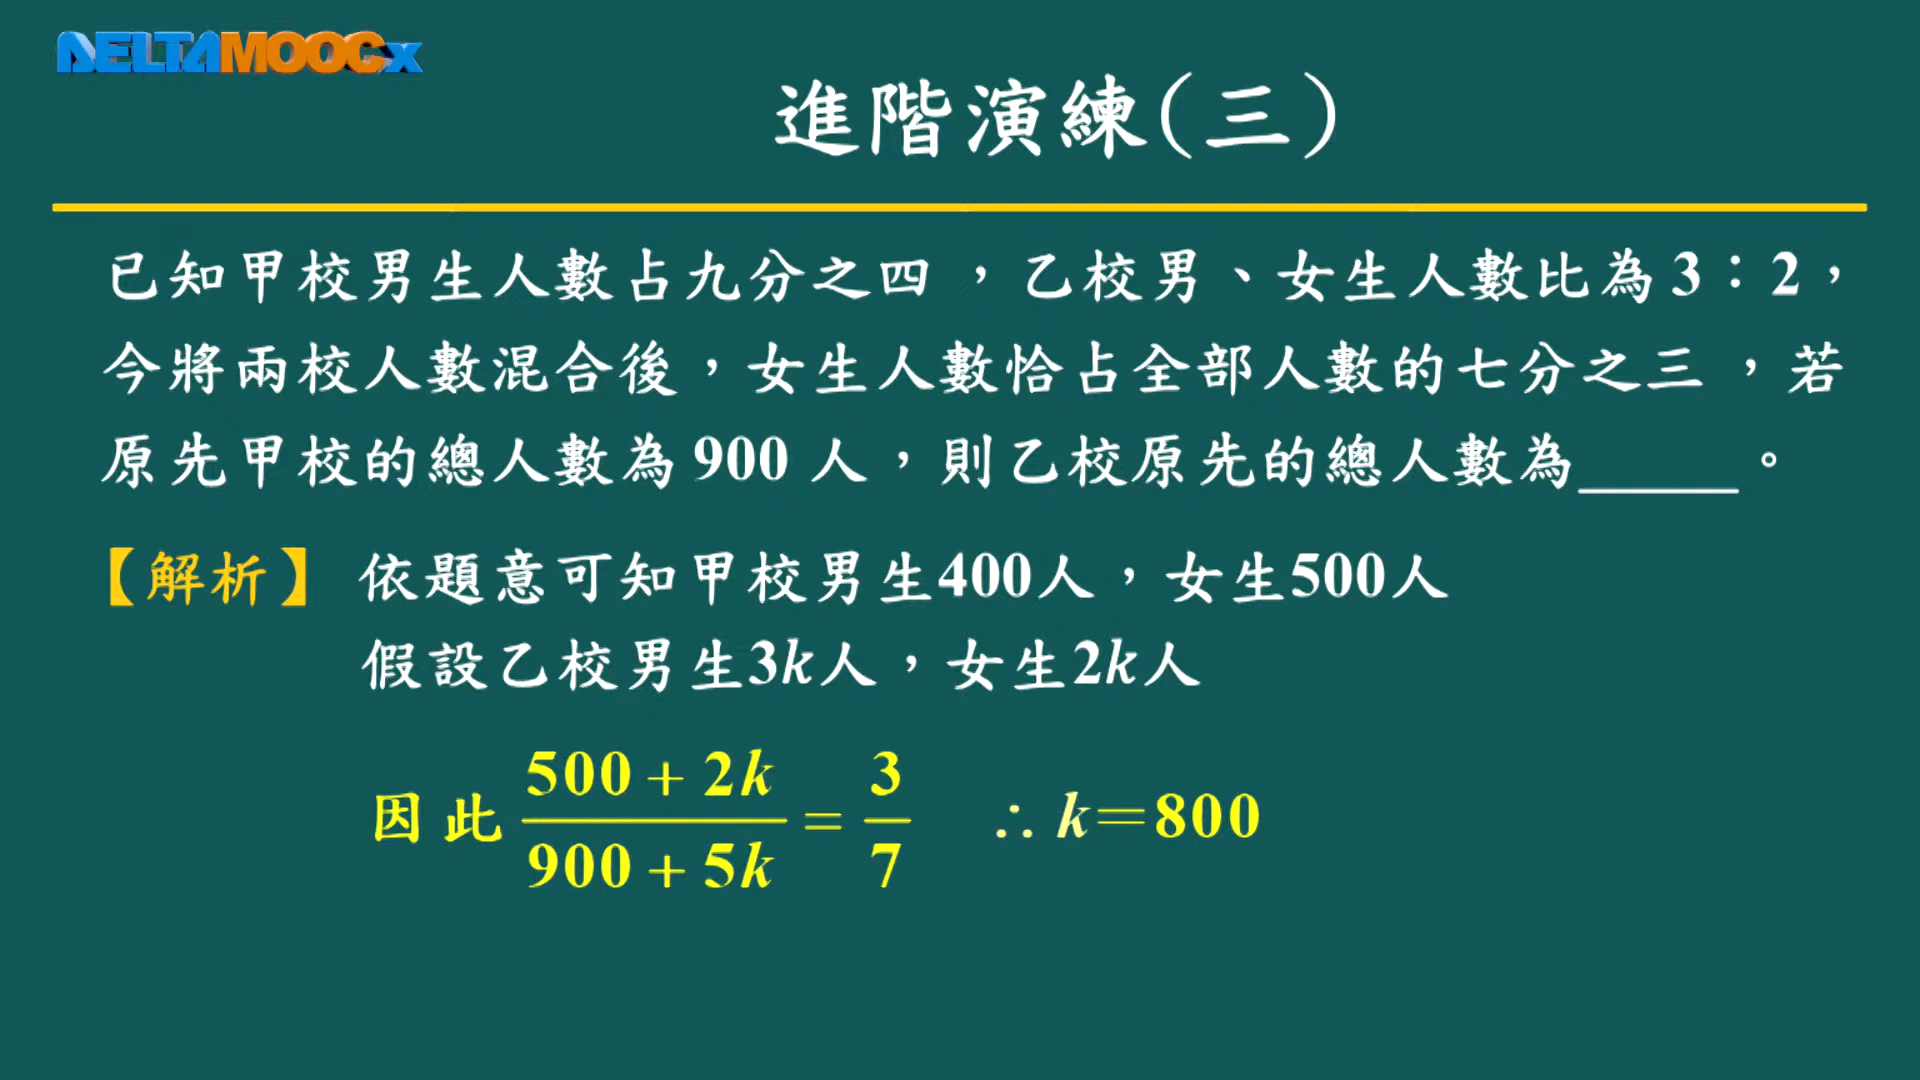 DELTAMOOCx
進階演練(三)
已知甲校男生人數占九分之四，乙校男、女生人數比為3：2，
今將兩校人數混合後，女生人數恰占全部人數的七分之三，若
原先甲校的總人數為900人，則乙校原先的總人數為______。
【解析】 依題意可知甲校男生400人，女生500人
假設乙校男生3k人，女生2k人
因此 (500 + 2k)/(900 + 5k) = 3/7 ∴ k＝800